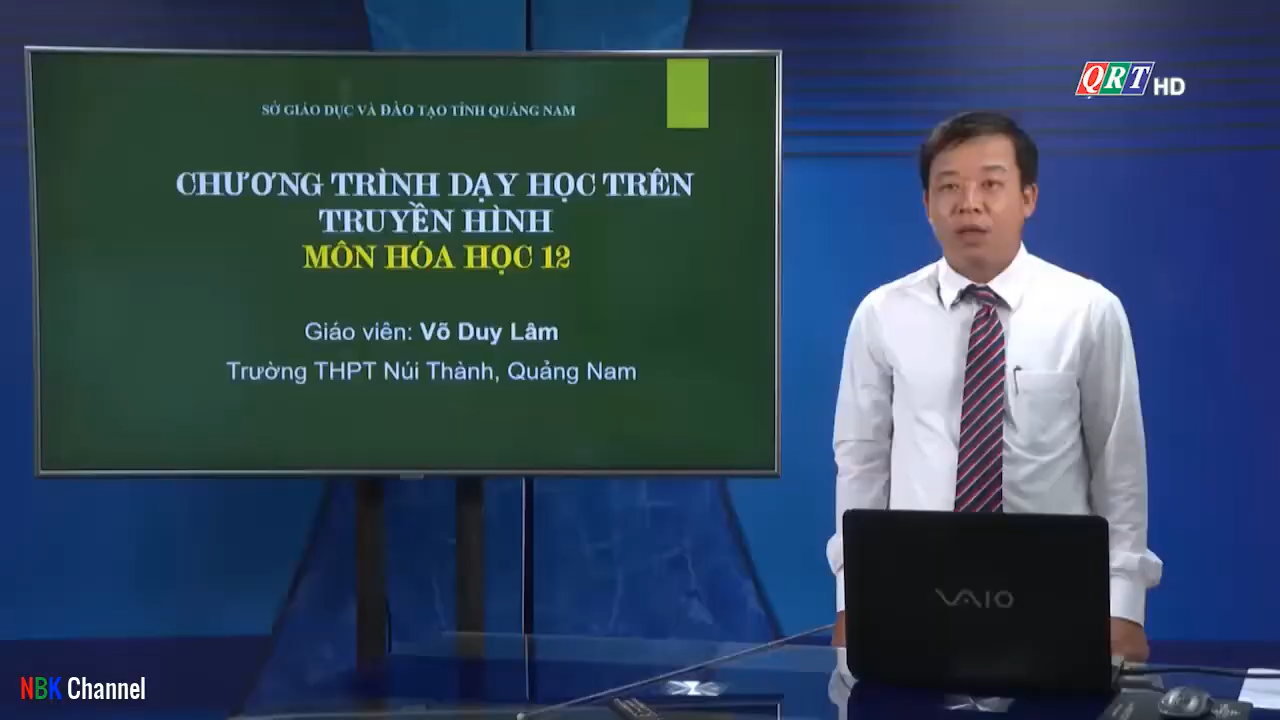 SỞ GIÁO DỤC VÀ ĐÀO TẠO TỈNH QUẢNG NAM
CHƯƠNG TRÌNH DẠY HỌC TRÊN
TRUYỀN HÌNH
MÔN HÓA HỌC 12
Giáo viên: Võ Duy Lâm
Trường THPT Núi Thành, Quảng Nam
QRT HD
VAIO
NBK Channel